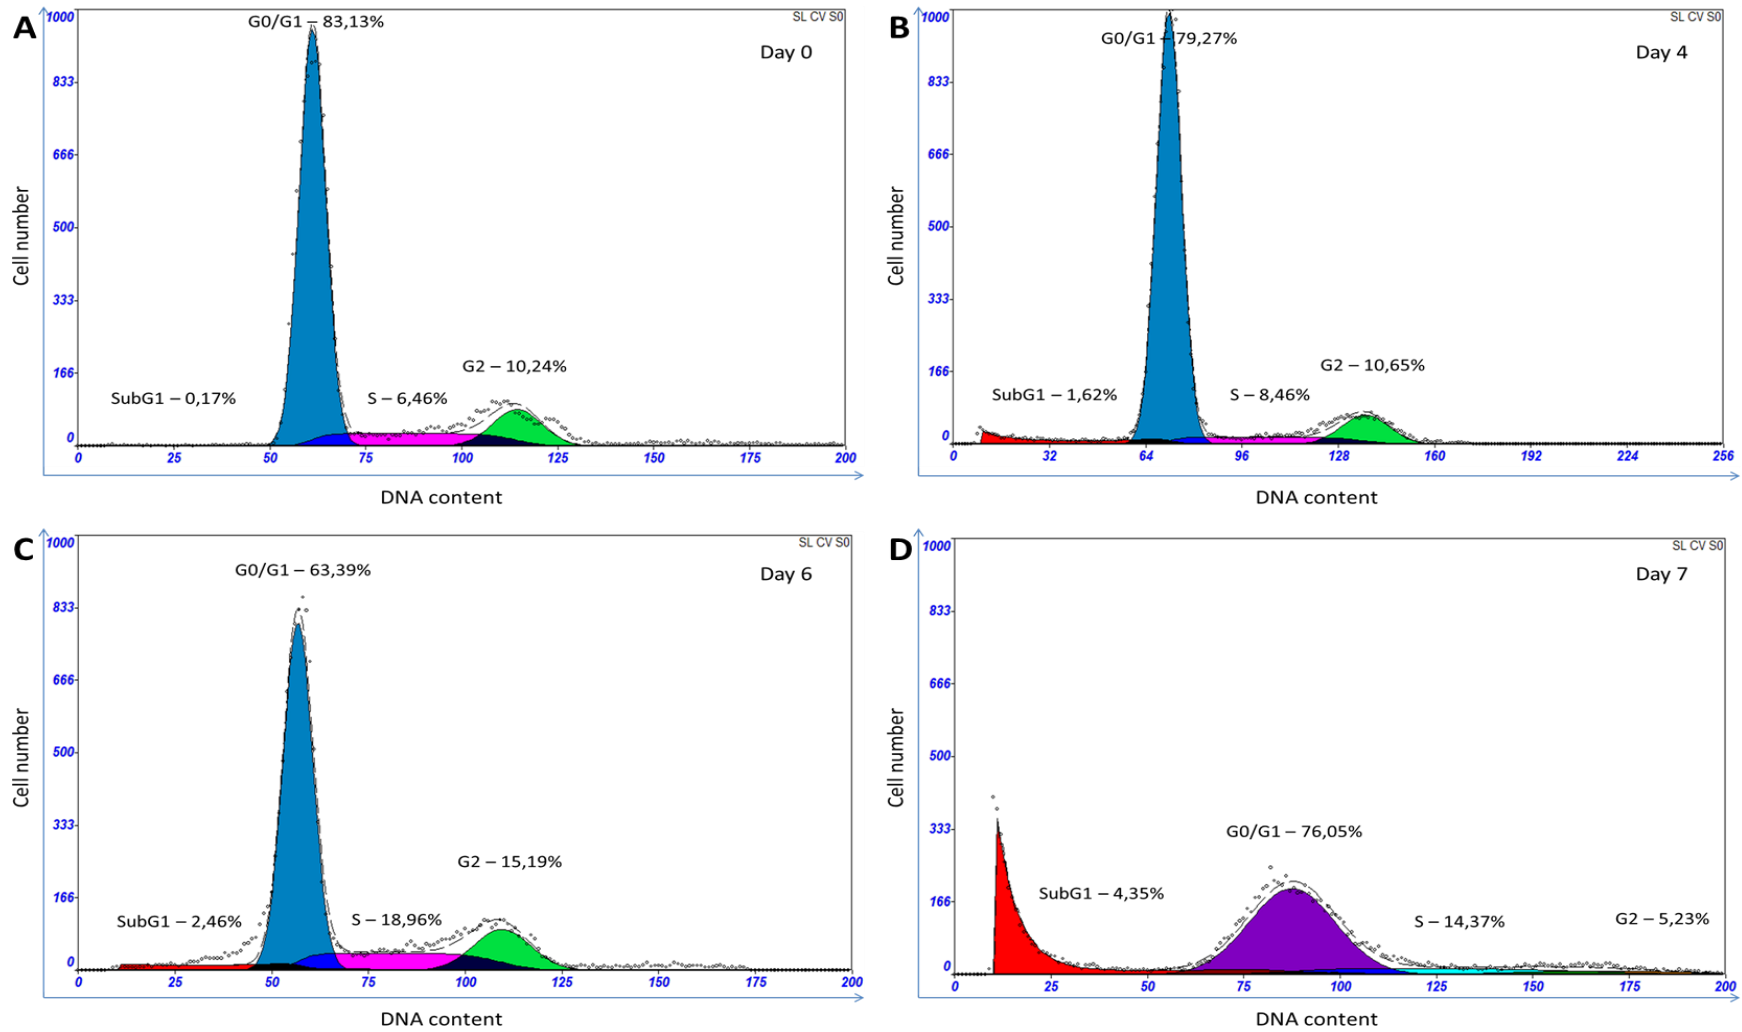 A
1000
G0/G1 – 83,13%
SL CV S0
Day 0
833
666
500
333
166
0
Cell number
SubG1 – 0,17%
S – 6,46%
G2 – 10,24%
0 25 50 75 100 125 150 175 200
DNA content
B
1000
G0/G1 – 79,27%
SL CV S0
Day 4
833
666
500
333
166
0
Cell number
SubG1 – 1,62%
S – 8,46%
G2 – 10,65%
0 32 64 96 128 160 192 224 256
DNA content
C
1000
G0/G1 – 63,39%
SL CV S0
Day 6
833
666
500
333
166
0
Cell number
SubG1 – 2,46%
S – 18,96%
G2 – 15,19%
0 25 50 75 100 125 150 175 200
DNA content
D
1000
SL CV S0
Day 7
833
666
500
333
166
0
Cell number
G0/G1 – 76,05%
SubG1 – 4,35%
S – 14,37%
G2 – 5,23%
0 25 50 75 100 125 150 175 200
DNA content